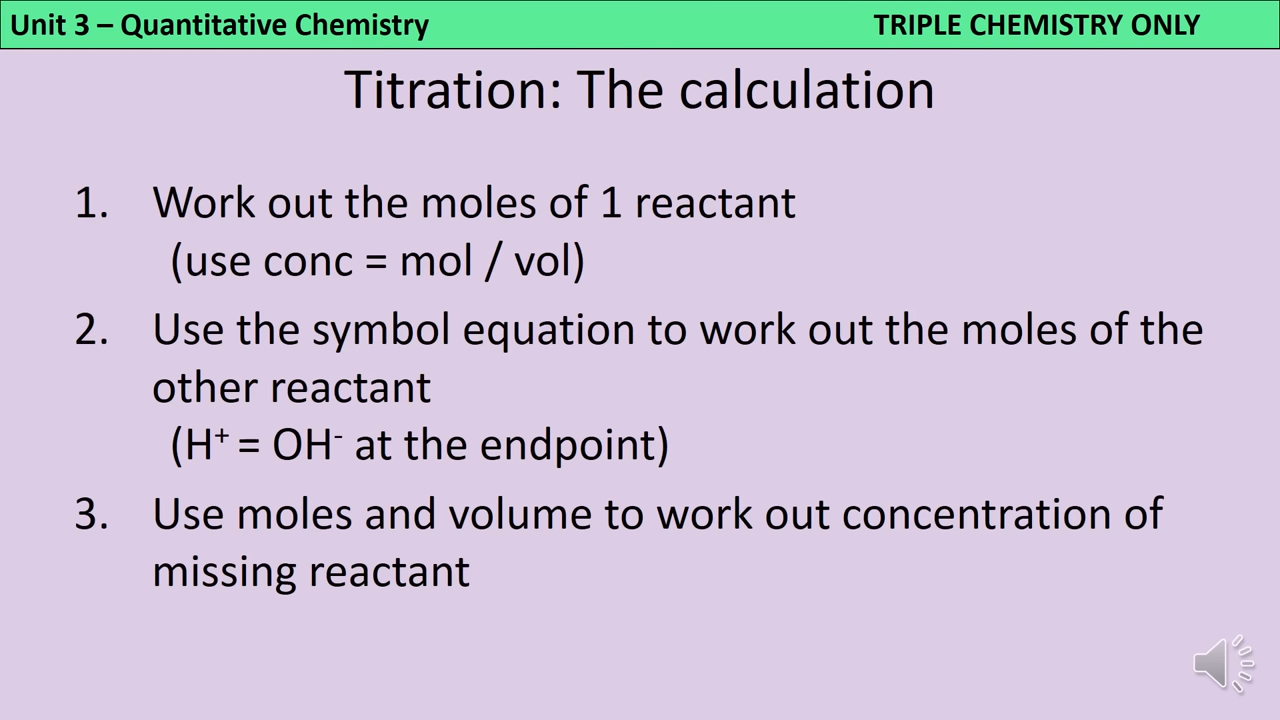 Unit 3 – Quantitative Chemistry
TRIPLE CHEMISTRY ONLY
Titration: The calculation
1. Work out the moles of 1 reactant
(use conc = mol / vol)
2. Use the symbol equation to work out the moles of the
other reactant
(H⁺ = OH⁻ at the endpoint)
3. Use moles and volume to work out concentration of
missing reactant